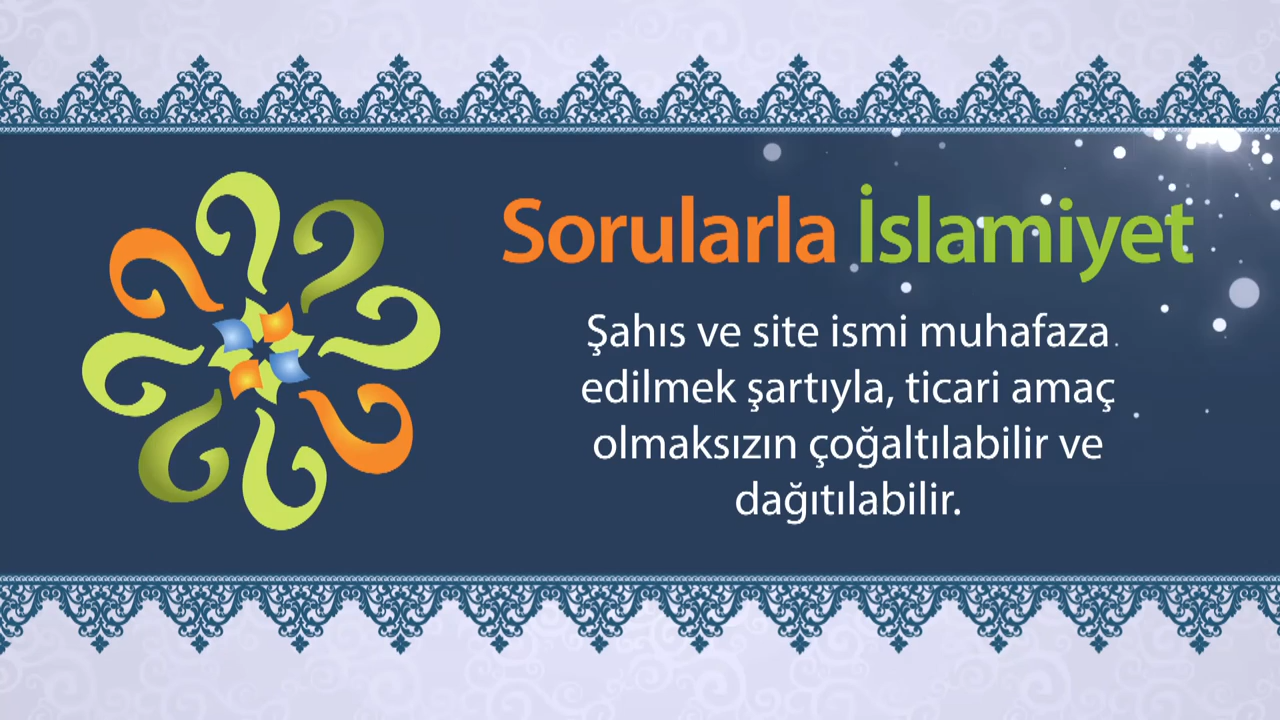 Sorularla İslamiyet
Şahıs ve site ismi muhafaza
edilmek şartıyla, ticari amaç
olmaksızın çoğaltılabilir ve
dağıtılabilir.